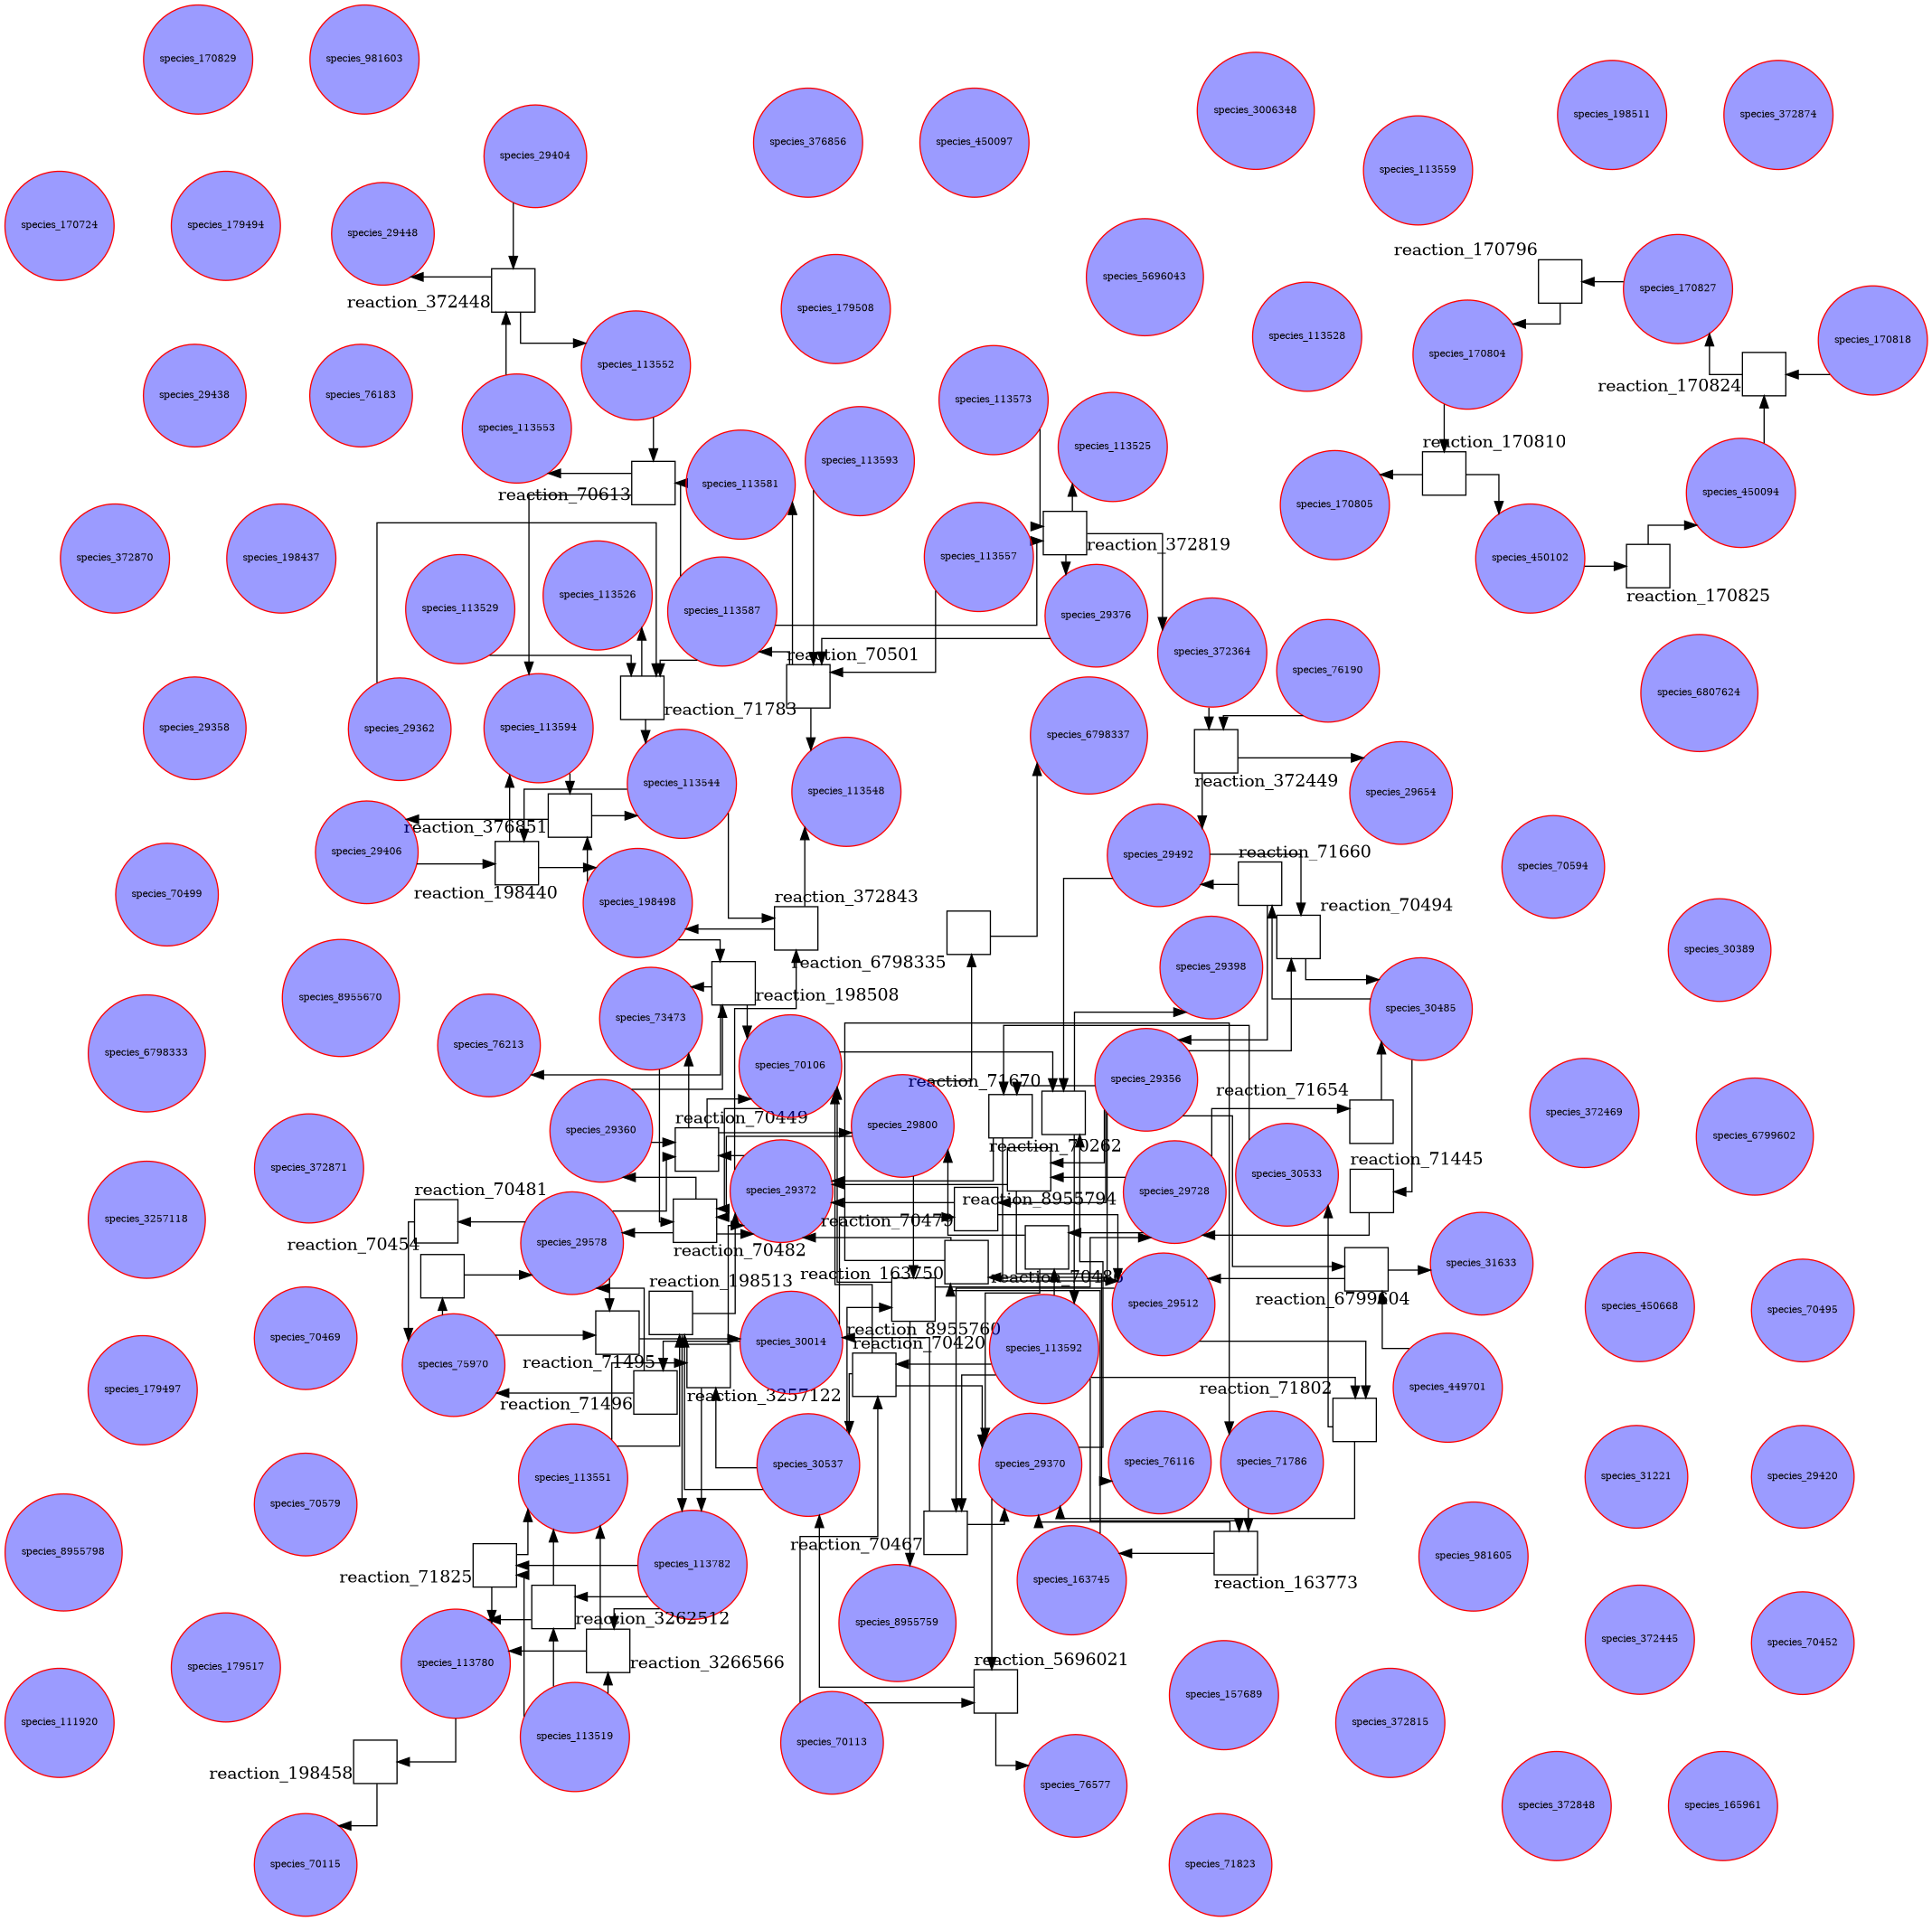 species_170829
species_981603
species_3006348
species_198511
species_372874
species_376856
species_450097
species_29404
species_113559
species_170724
species_179494
species_29448
reaction_170796
species_5696043
species_170827
reaction_372448
species_179508
species_113528
species_170818
species_170804
species_113552
reaction_170824
species_29438
species_76183
species_113573
species_113553
reaction_170810
species_113525
species_113593
species_113581
reaction_70613
species_450094
species_170805
reaction_372819
species_372870
species_198437
species_113557
species_450102
reaction_170825
species_113526
species_113529
species_113587
species_29376
reaction_70501
species_372364
species_76190
species_6807624
reaction_71783
species_29358
species_29362
species_113594
species_6798337
reaction_372449
species_113544
species_113548
species_29654
reaction_376851
species_29406
species_29492
reaction_71660
species_70594
reaction_198440
species_70499
reaction_372843
species_198498
reaction_70494
species_30389
reaction_6798335
species_29398
reaction_198508
species_8955670
species_30485
species_73473
species_76213
species_6798333
species_70106
species_29356
reaction_71670
reaction_71654
species_372469
reaction_70449
species_29800
species_29360
species_6799602
reaction_70262
reaction_71445
species_372871
species_30533
reaction_70481
species_29372
species_29728
reaction_8955794
species_3257118
reaction_70479
reaction_70454
species_29578
reaction_70482
species_31633
reaction_198513
reaction_163750
reaction_70485
reaction_6799604
species_29512
species_450668
species_70495
species_70469
reaction_8955760
reaction_70420
species_30014
species_113592
reaction_71495
species_75970
reaction_3257122
reaction_71802
species_449701
species_179497
reaction_71496
species_113551
species_30537
species_29370
species_76116
species_71786
species_31221
species_29420
species_70579
reaction_70467
species_8955798
species_981605
species_113782
reaction_71825
species_163745
reaction_163773
reaction_3262512
species_8955759
species_372445
species_70452
species_113780
reaction_3266566
reaction_5696021
species_179517
species_157689
species_111920
species_372815
species_113519
species_70113
reaction_198458
species_76577
species_372848
species_165961
species_70115
species_71823